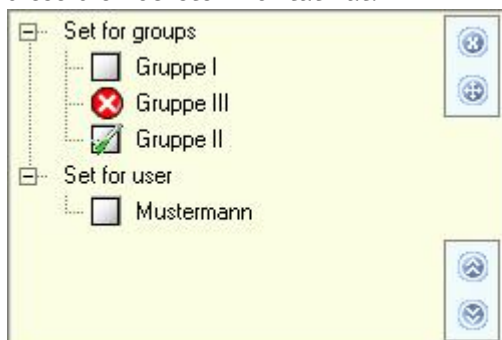 Set for groups
Gruppe I
Gruppe III
Gruppe II
Set for user
Mustermann